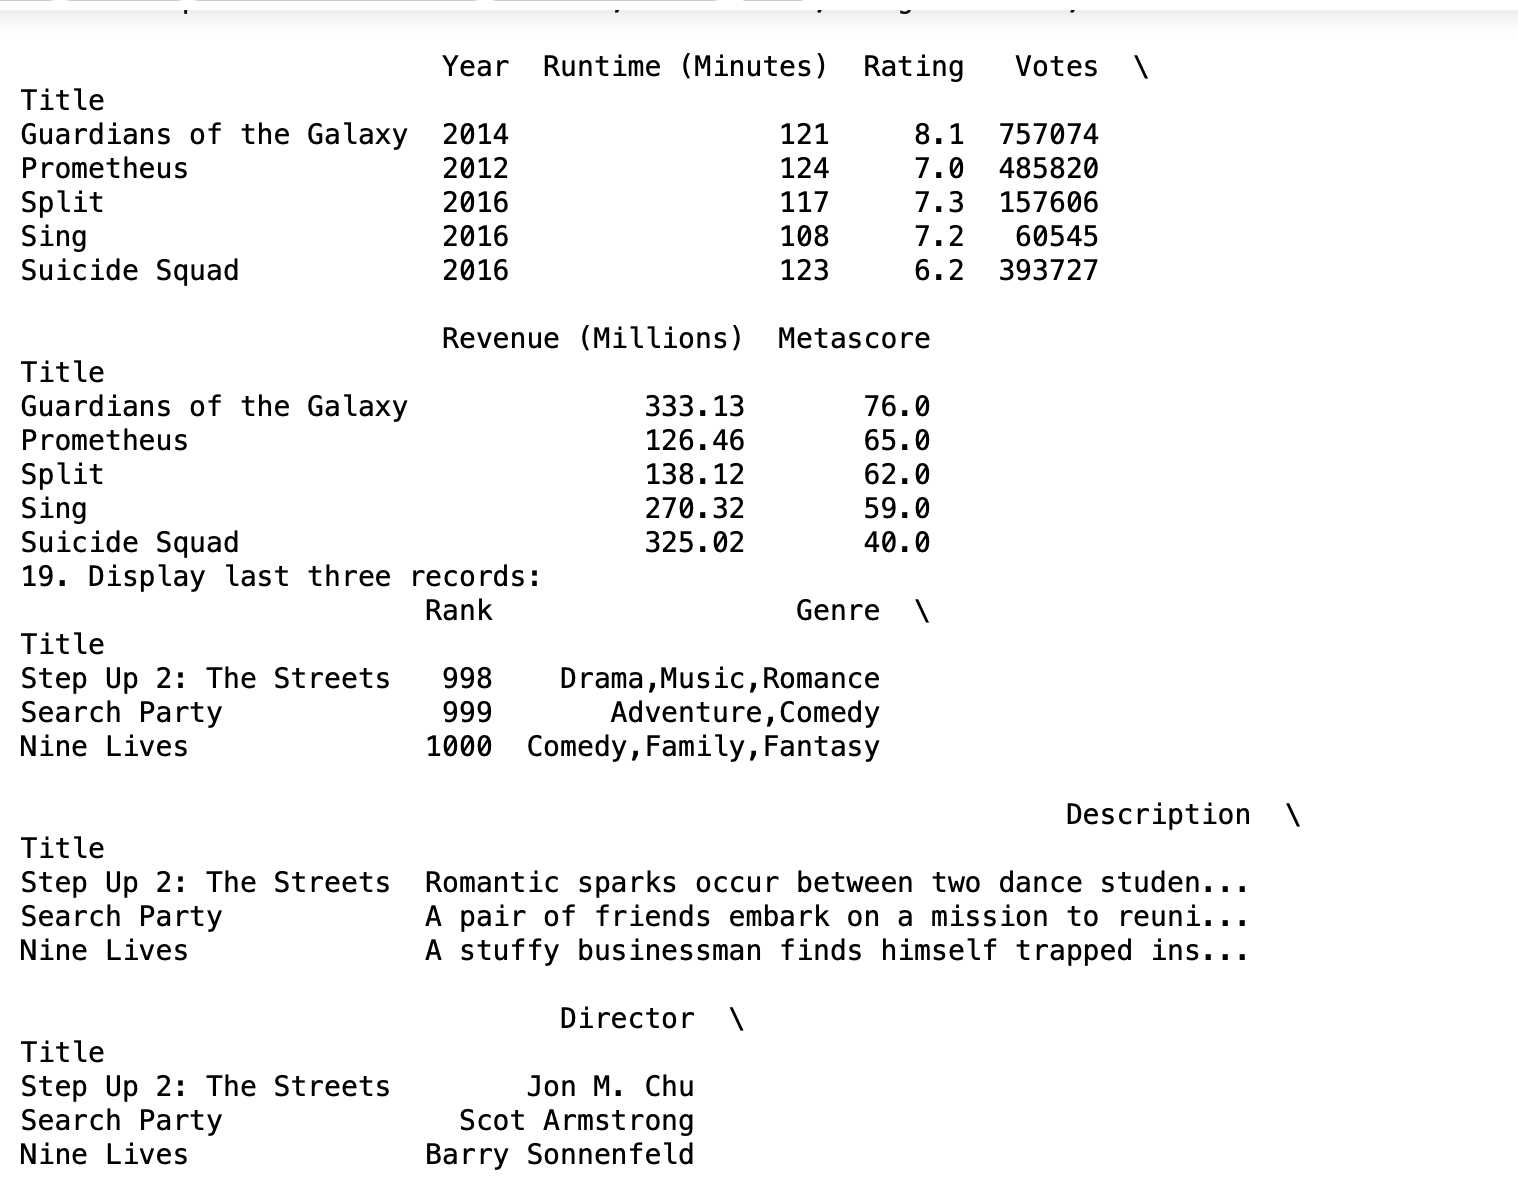 Year  Runtime (Minutes)  Rating   Votes  \
Title
Guardians of the Galaxy  2014                121     8.1  757074
Prometheus               2012                124     7.0  485820
Split                    2016                117     7.3  157606
Sing                     2016                108     7.2   60545
Suicide Squad            2016                123     6.2  393727
Revenue (Millions)  Metascore
Title
Guardians of the Galaxy              333.13       76.0
Prometheus                           126.46       65.0
Split                                138.12       62.0
Sing                                 270.32       59.0
Suicide Squad                        325.02       40.0
19. Display last three records:
Rank                  Genre  \
Title
Step Up 2: The Streets   998    Drama,Music,Romance
Search Party             999       Adventure,Comedy
Nine Lives              1000  Comedy,Family,Fantasy
Description  \
Title
Step Up 2: The Streets  Romantic sparks occur between two dance studen...
Search Party            A pair of friends embark on a mission to reuni...
Nine Lives              A stuffy businessman finds himself trapped ins...
Director  \
Title
Step Up 2: The Streets        Jon M. Chu
Search Party              Scot Armstrong
Nine Lives              Barry Sonnenfeld